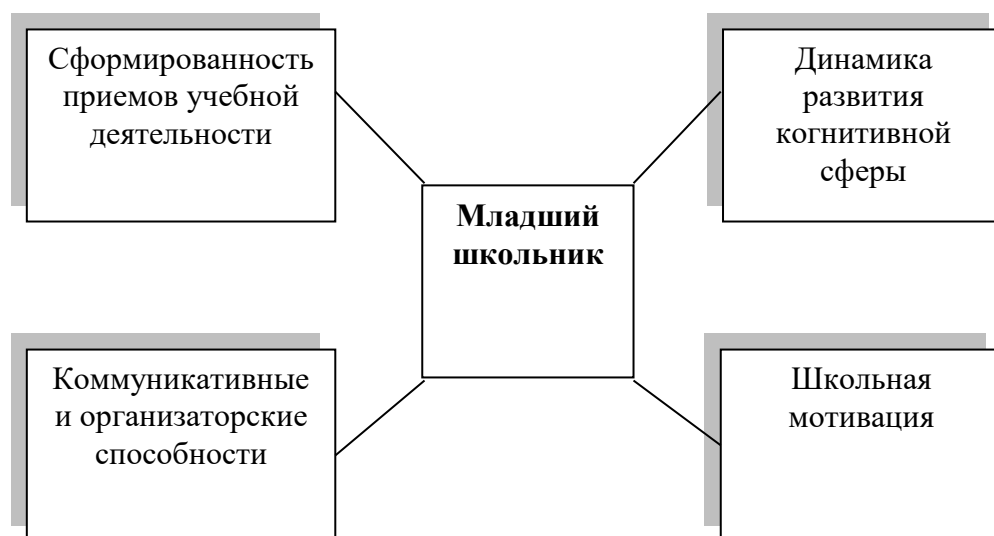 Сформированность
приемов учебной
деятельности
Динамика
развития
когнитивной
сферы
Младший
школьник
Коммуникативные
и организаторские
способности
Школьная
мотивация